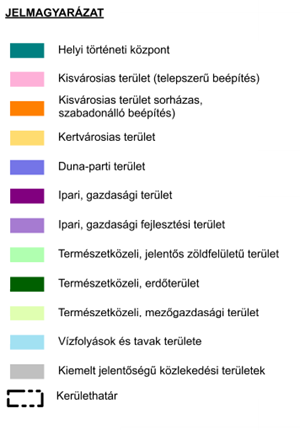 JELMAGYARÁZAT
Helyi történeti központ
Kisvárosias terület (telepszerű beépítés)
Kisvárosias terület sorházas,
szabadonálló beépítés)
Kertvárosias terület
Duna-parti terület
Ipari, gazdasági terület
Ipari, gazdasági fejlesztési terület
Természetközeli, jelentős zöldfelületű terület
Természetközeli, erdőterület
Természetközeli, mezőgazdasági terület
Vízfolyások és tavak területe
Kiemelt jelentőségű közlekedési területek
Kerülethatár